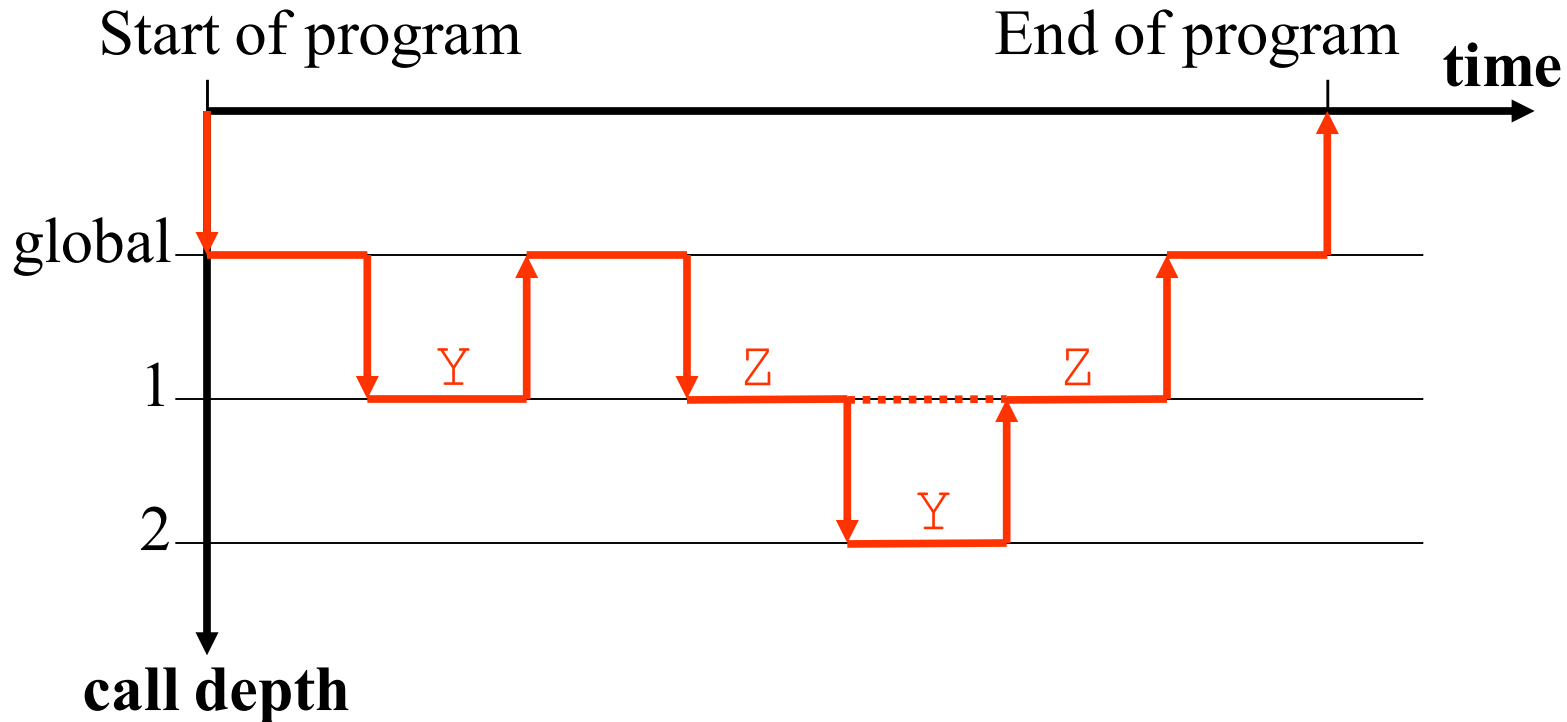 Start of program
End of program
time
global
1
Y
Z
Z
2
Y
call depth